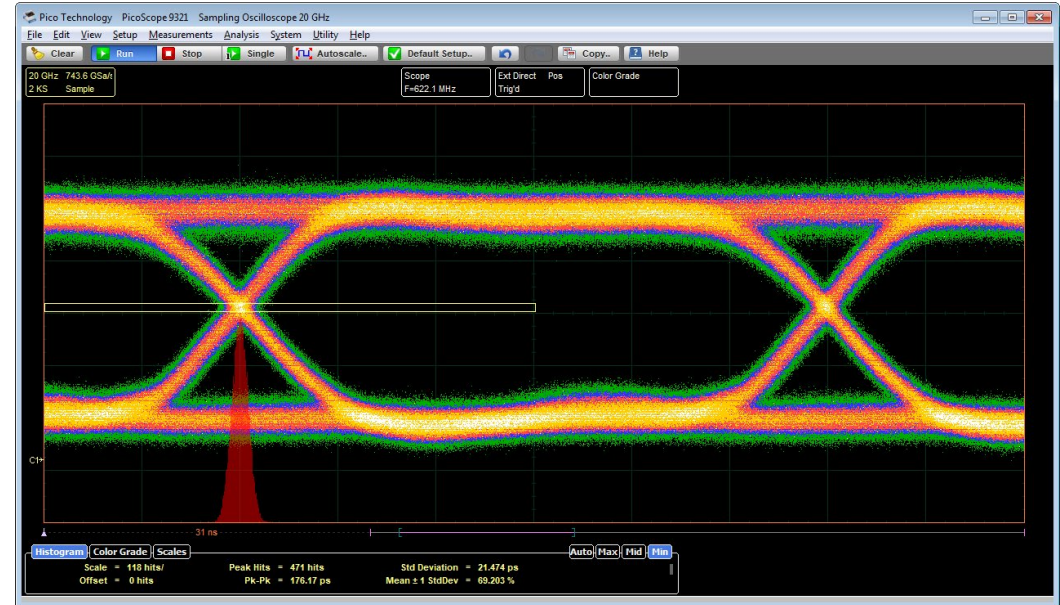 Pico Technology PicoScope 9321 Sampling Oscilloscope 20 GHz
File Edit View Setup Measurements Analysis System Utility Help
Clear Run Stop Single Autoscale.. Default Setup.. Copy.. Help
20 GHz 743.6 GSa/s Scope Ext Direct Pos Color Grade
2 KS Sample F=622.1 MHz Trig'd
C1
31 ns
Histogram Color Grade Scales Auto Max Mid Min
Scale = 118 hits/ Peak Hits = 471 hits Std Deviation = 21.474 ps
Offset = 0 hits Pk-Pk = 176.17 ps Mean ± 1 StdDev = 69.203 %